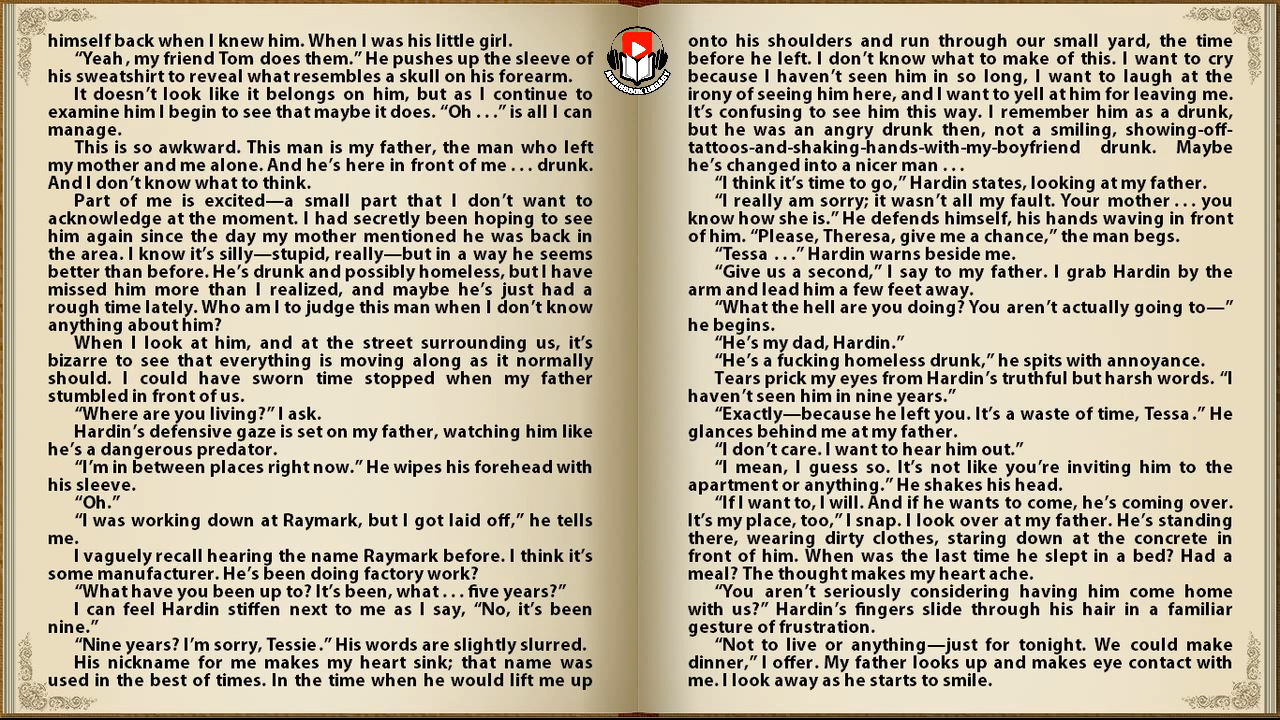 himself back when I knew him. When I was his little girl.
“Yeah, my friend Tom does them.” He pushes up the sleeve of
his sweatshirt to reveal what resembles a skull on his forearm.
It doesn’t look like it belongs on him, but as I continue to
examine him I begin to see that maybe it does. “Oh . . .” is all I can
manage.
This is so awkward. This man is my father, the man who left
my mother and me alone. And he’s here in front of me . . . drunk.
And I don’t know what to think.
Part of me is excited—a small part that I don’t want to
acknowledge at the moment. I had secretly been hoping to see
him again since the day my mother mentioned he was back in
the area. I know it’s silly—stupid, really—but in a way he seems
better than before. He’s drunk and possibly homeless, but I have
missed him more than I realized, and maybe he’s just had a
rough time lately. Who am I to judge this man when I don’t know
anything about him?
When I look at him, and at the street surrounding us, it’s
bizarre to see that everything is moving along as it normally
should. I could have sworn time stopped when my father
stumbled in front of us.
“Where are you living?” I ask.
Hardin’s defensive gaze is set on my father, watching him like
he’s a dangerous predator.
“I’m in between places right now.” He wipes his forehead with
his sleeve.
“Oh.”
“I was working down at Raymark, but I got laid off,” he tells
me.
I vaguely recall hearing the name Raymark before. I think it’s
some manufacturer. He’s been doing factory work?
“What have you been up to? It’s been, what . . . five years?”
I can feel Hardin stiffen next to me as I say, “No, it’s been
nine.”
“Nine years? I’m sorry, Tessie.” His words are slightly slurred.
His nickname for me makes my heart sink; that name was
used in the best of times. In the time when he would lift me up
onto his shoulders and run through our small yard, the time
before he left. I don’t know what to make of this. I want to cry
because I haven’t seen him in so long, I want to laugh at the
irony of seeing him here, and I want to yell at him for leaving me.
It’s confusing to see him this way. I remember him as a drunk,
but he was an angry drunk then, not a smiling, showing-off-
tattoos-and-shaking-hands-with-my-boyfriend drunk. Maybe
he’s changed into a nicer man . . .
“I think it’s time to go,” Hardin states, looking at my father.
“I really am sorry; it wasn’t all my fault. Your mother . . . you
know how she is.” He defends himself, his hands waving in front
of him. “Please, Theresa, give me a chance,” the man begs.
“Tessa . . .” Hardin warns beside me.
“Give us a second,” I say to my father. I grab Hardin by the
arm and lead him a few feet away.
“What the hell are you doing? You aren’t actually going to—”
he begins.
“He’s my dad, Hardin.”
“He’s a fucking homeless drunk,” he spits with annoyance.
Tears prick my eyes from Hardin’s truthful but harsh words. “I
haven’t seen him in nine years.”
“Exactly—because he left you. It’s a waste of time, Tessa.” He
glances behind me at my father.
“I don’t care. I want to hear him out.”
“I mean, I guess so. It’s not like you’re inviting him to the
apartment or anything.” He shakes his head.
“If I want to, I will. And if he wants to come, he’s coming over.
It’s my place, too,” I snap. I look over at my father. He’s standing
there, wearing dirty clothes, staring down at the concrete in
front of him. When was the last time he slept in a bed? Had a
meal? The thought makes my heart ache.
“You aren’t seriously considering having him come home
with us?” Hardin’s fingers slide through his hair in a familiar
gesture of frustration.
“Not to live or anything—just for tonight. We could make
dinner,” I offer. My father looks up and makes eye contact with
me. I look away as he starts to smile.
AUDIOBOOK LIBRARY